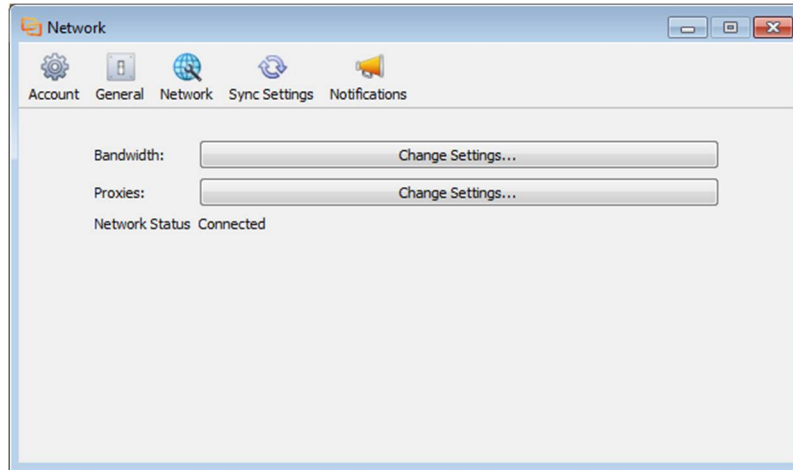 Network
Account General Network Sync Settings Notifications
Bandwidth: Change Settings...
Proxies: Change Settings...
Network Status Connected